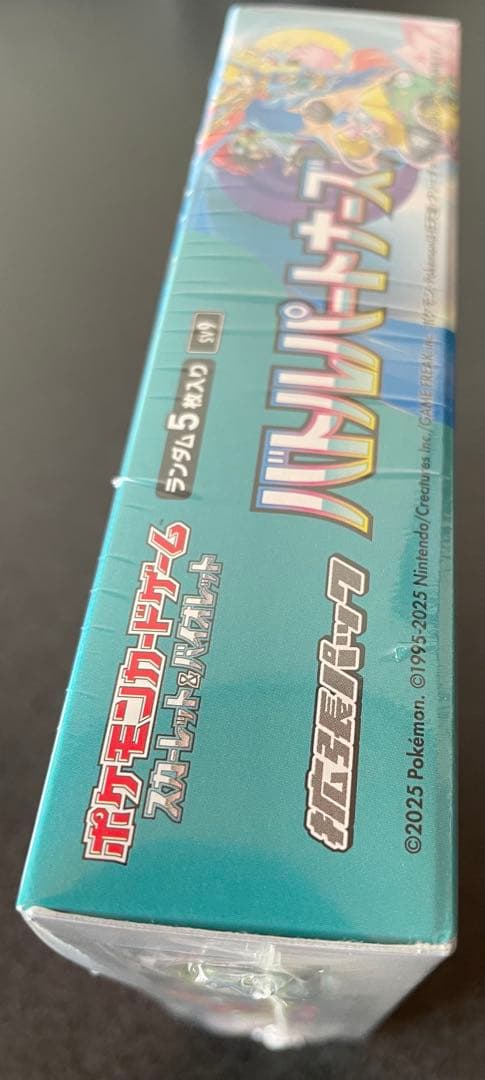 ポケモンカードゲーム
スカーレット&バイオレット
ランダム5枚入り SV9
拡張パック
バトルパートナーズ
©2025 Pokémon. ©1995-2025 Nintendo/Creatures Inc./GAME FREAK inc.